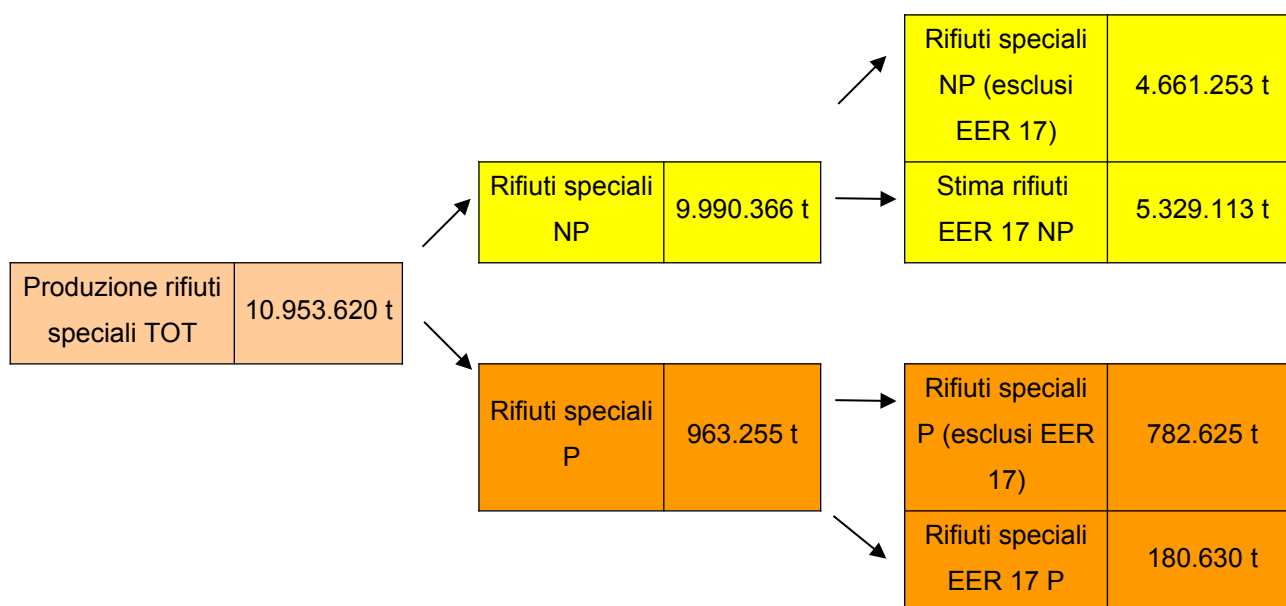 Rifiuti speciali
NP (esclusi
EER 17)
4.661.253 t
Rifiuti speciali
NP
9.990.366 t
Stima rifiuti
EER 17 NP
5.329.113 t
Produzione rifiuti
speciali TOT
10.953.620 t
Rifiuti speciali
P
963.255 t
Rifiuti speciali
P (esclusi EER
17)
782.625 t
Rifiuti speciali
EER 17 P
180.630 t